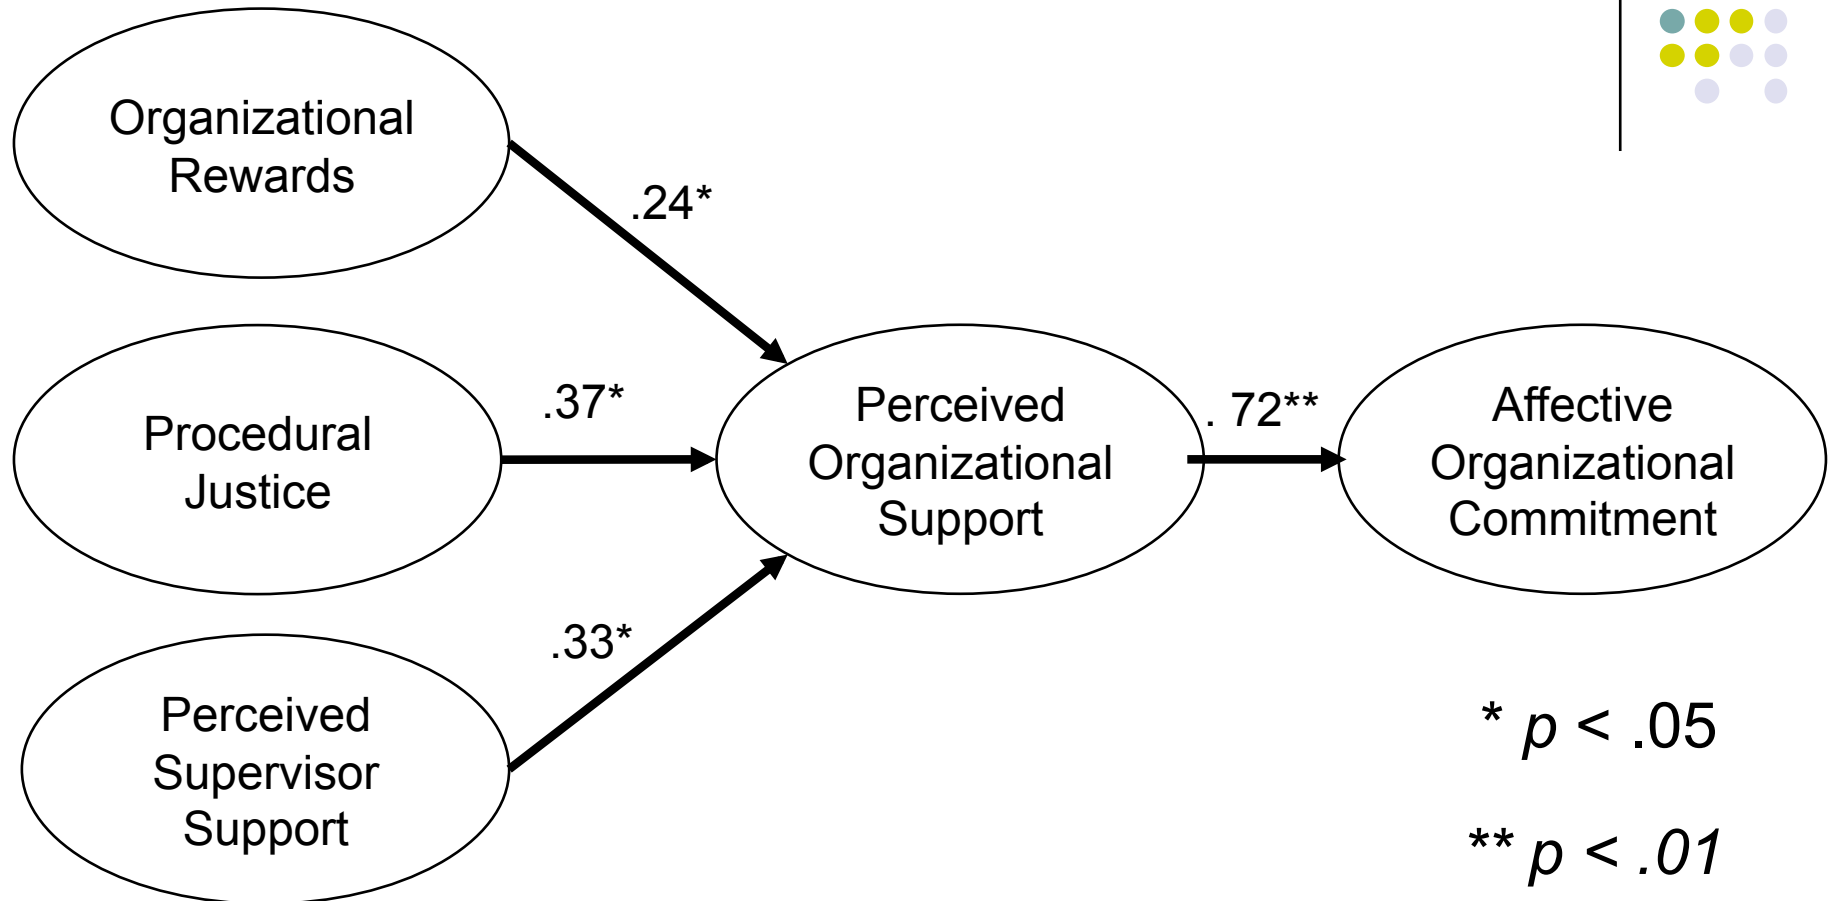 Organizational
Rewards
.24*
Procedural
Justice
.37*
Perceived
Organizational
Support
. 72**
Affective
Organizational
Commitment
.33*
Perceived
Supervisor
Support
* p < .05
** p < .01